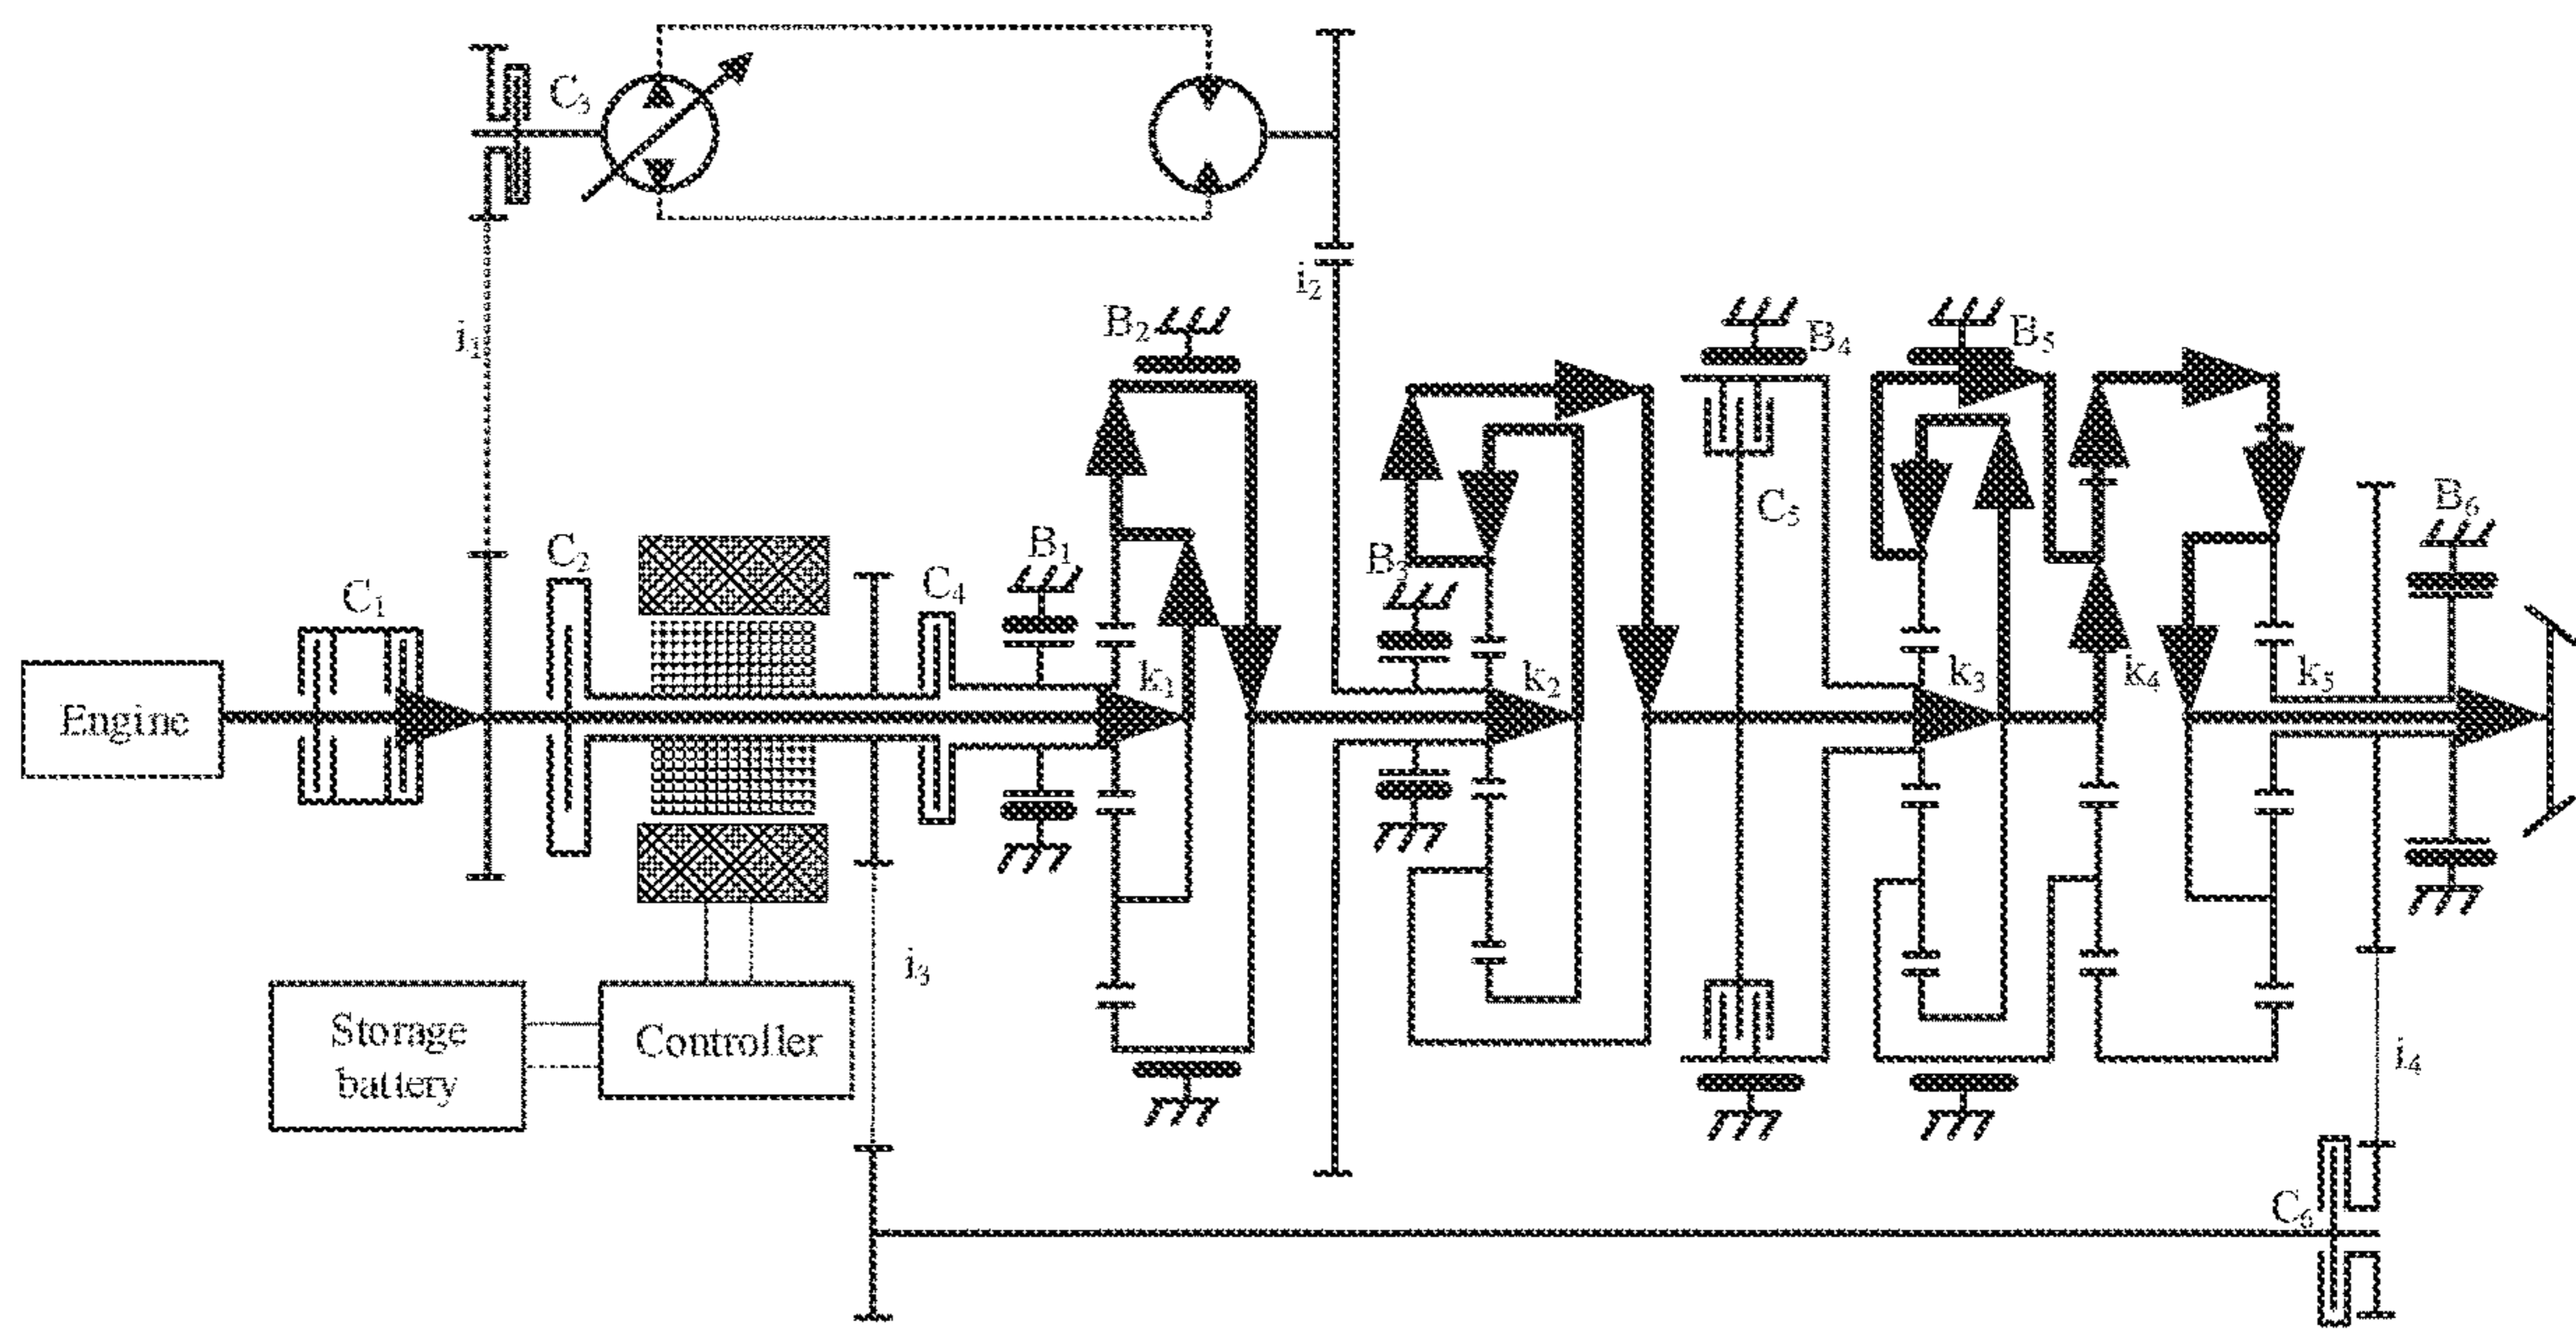 C3
i2
B2
i1
B4
B5
C5
B6
C2
B1
B3
C4
C1
k1
k2
k3
k4
k5
Engine
i3
Storage
battery
Controller
i4
C6